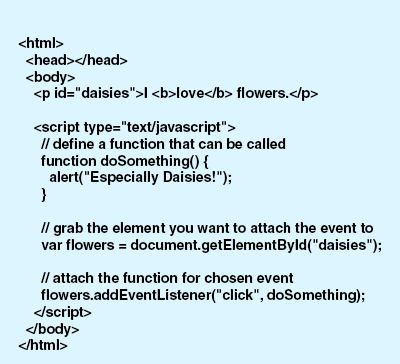 <html>
<head></head>
<body>
<p id="daisies">I <b>love</b> flowers.</p>
<script type="text/javascript">
// define a function that can be called
function doSomething() {
alert("Especially Daisies!");
}
// grab the element you want to attach the event to
var flowers = document.getElementById("daisies");
// attach the function for chosen event
flowers.addEventListener("click", doSomething);
</script>
</body>
</html>